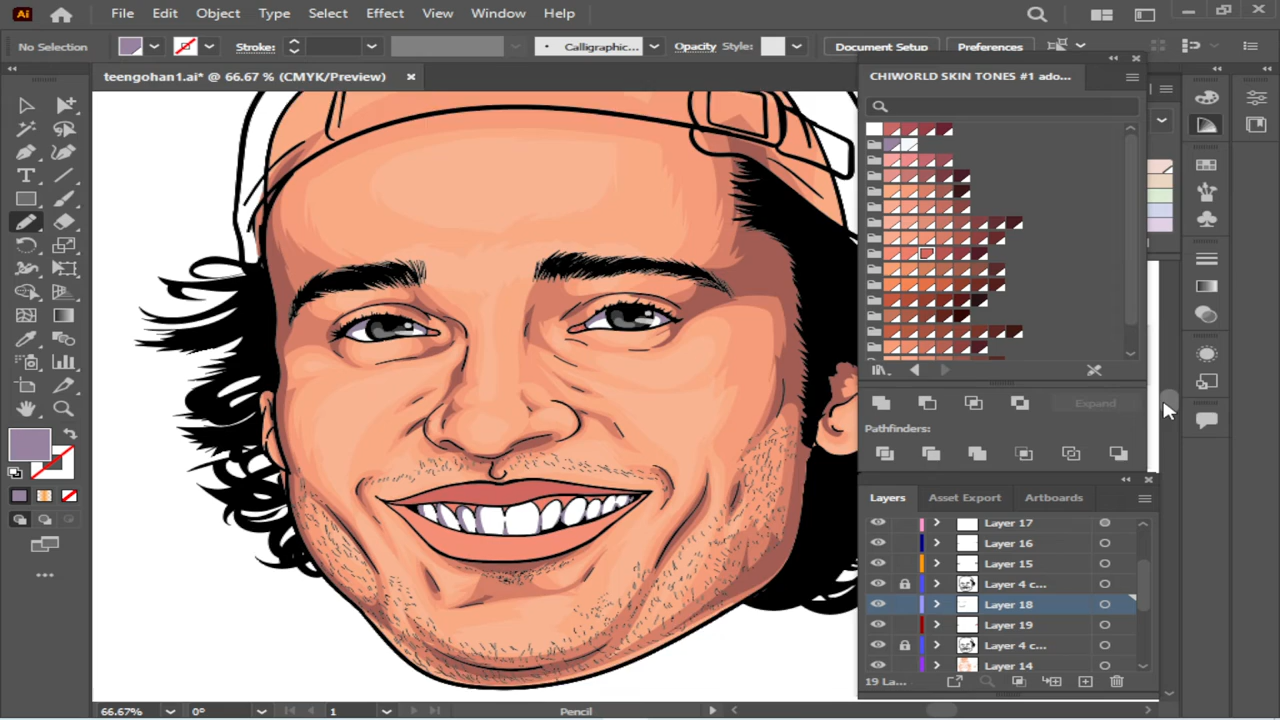 Ai File Edit Object Type Select Effect View Window Help
No Selection Stroke: Calligraphic... Opacity Style: Document Setup Preferences
teengohan1.ai* @ 66.67 % (CMYK/Preview)
CHIWORLD SKIN TONES #1 ado...
Expand
Pathfinders:
Layers Asset Export Artboards
Layer 17
Layer 16
Layer 15
Layer 4 c...
Layer 18
Layer 19
Layer 4 c...
Layer 14
19 La...
66.67% 0° 1 Pencil